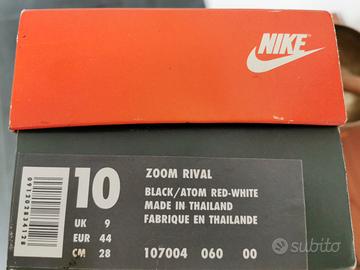 NIKE
10
ZOOM RIVAL
BLACK/ATOM RED-WHITE
MADE IN THAILAND
FABRIQUE EN THAILANDE
UK 9
EUR 44
CM 28
107004 060 00
subito